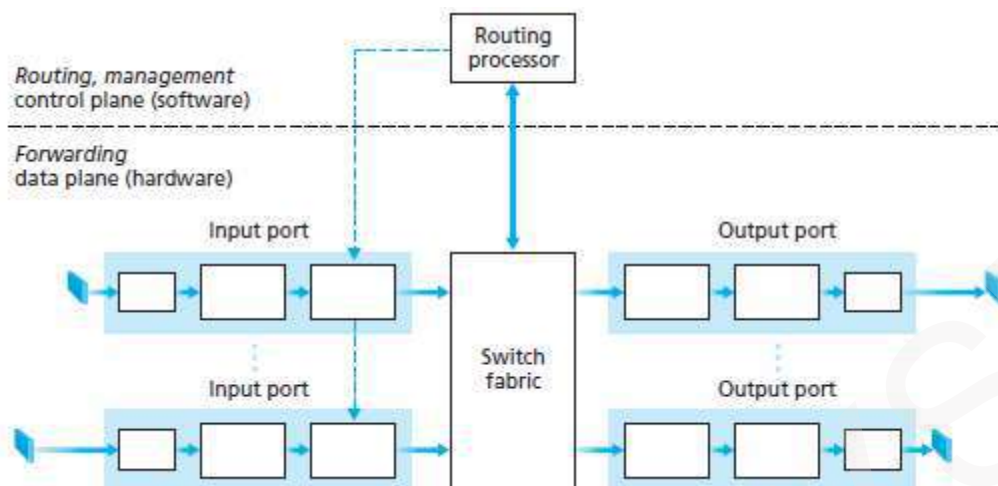 Routing
processor
Routing, management
control plane (software)
Forwarding
data plane (hardware)
Input port
Output port
Switch
fabric
Input port
Output port